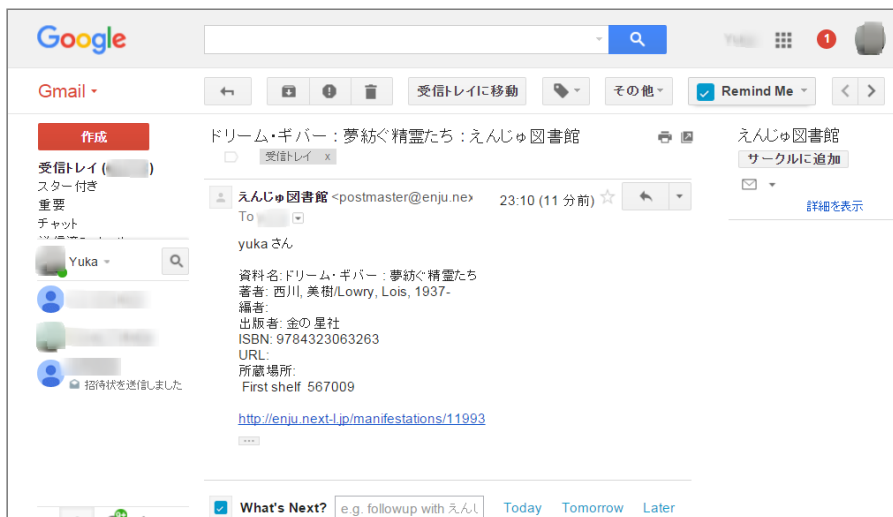 Google
1
Gmail
受信トレイに移動
その他
Remind Me
作成
受信トレイ (
)
スター付き
重要
チャット
Yuka
招待状を送信しました
ドリーム・ギバー : 夢紡ぐ精霊たち : えんじゅ図書館
受信トレイ x
えんじゅ図書館 <postmaster@enju.ne
23:10 (11 分前)
To
yuka さん
資料名:ドリーム・ギバー : 夢紡ぐ精霊たち
著者: 西川, 美樹/Lowry, Lois, 1937-
編者:
出版者: 金の星社
ISBN: 9784323063263
URL:
所蔵場所:
First shelf 567009
http://enju.next-l.jp/manifestations/11993
What's Next?
e.g. followup with えんじ
Today
Tomorrow
Later
えんじゅ図書館
サークルに追加
詳細を表示